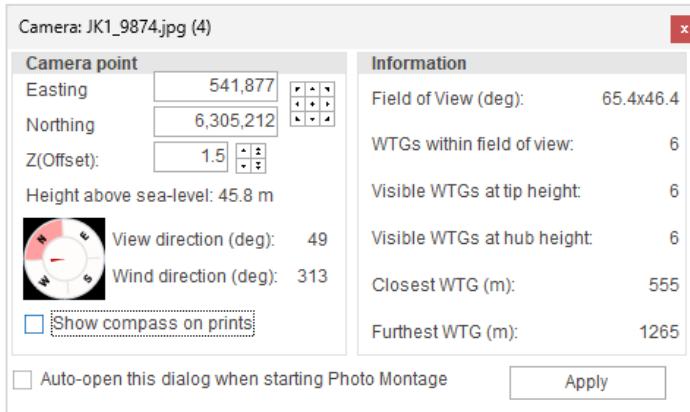 Camera: JK1_9874.jpg (4)
x
Camera point
Easting 541,877
Northing 6,305,212
Z(Offset): 1.5
Height above sea-level: 45.8 m
N E W S
View direction (deg): 49
Wind direction (deg): 313
Show compass on prints
Information
Field of View (deg): 65.4x46.4
WTGs within field of view: 6
Visible WTGs at tip height: 6
Visible WTGs at hub height: 6
Closest WTG (m): 555
Furthest WTG (m): 1265
Auto-open this dialog when starting Photo Montage
Apply